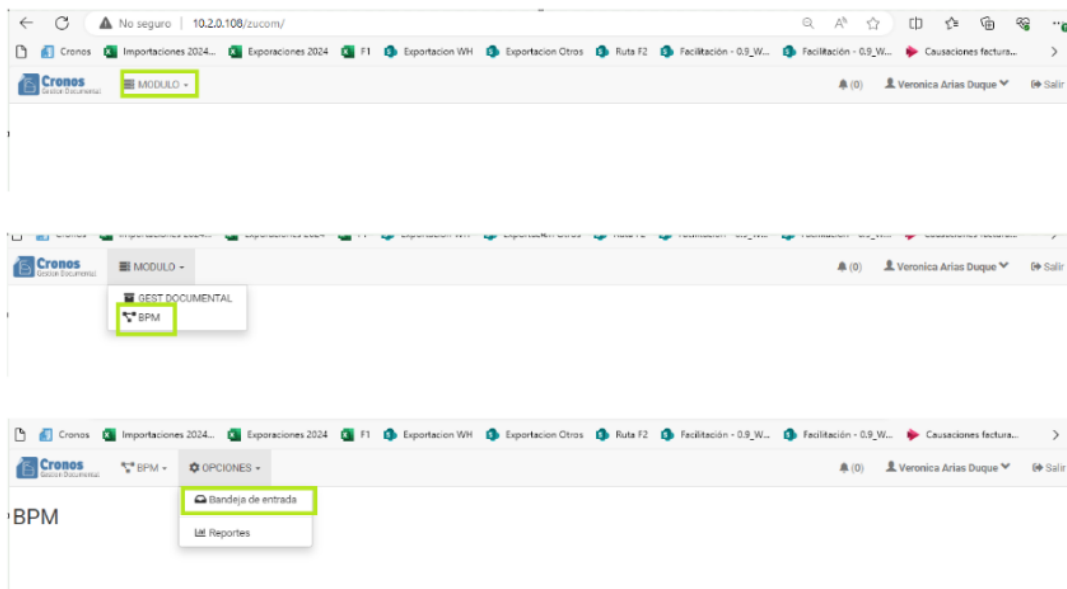 No seguro | 10.2.0.108/zucom/
Cronos Importaciones 2024... Exporaciones 2024 F1 Exportacion WH Exportacion Otros Ruta F2 Facilitación - 0.9_W... Facilitación - 0.9_W... Causaciones factura...
Cronos MODULO (0) Veronica Arias Duque Salir
Gestion Documental
Cronos MODULO (0) Veronica Arias Duque Salir
Gestion Documental
GEST DOCUMENTAL
BPM
Cronos Importaciones 2024... Exporaciones 2024 F1 Exportacion WH Exportacion Otros Ruta F2 Facilitación - 0.9_W... Facilitación - 0.9_W... Causaciones factura...
Cronos BPM OPCIONES (0) Veronica Arias Duque Salir
Gestion Documental
Bandeja de entrada
BPM
Reportes